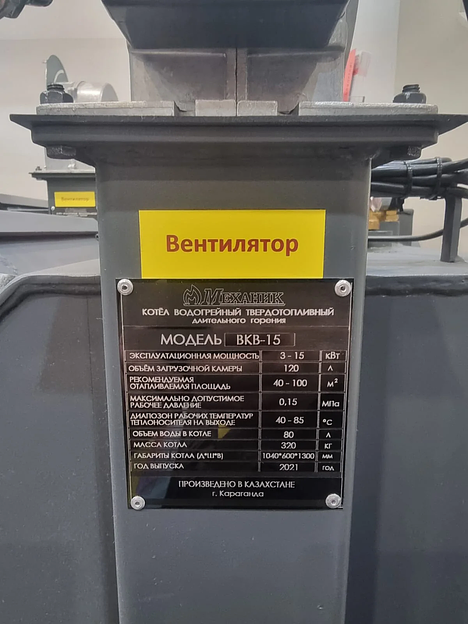 Вентилятор
Вентилятор
МЕХАНИК
КОТЁЛ ВОДОГРЕЙНЫЙ ТВЕРДОТОПЛИВНЫЙ
ДЛИТЕЛЬНОГО ГОРЕНИЯ
МОДЕЛЬ ВКВ-15
ЭКСПЛУАТАЦИОННАЯ МОЩНОСТЬ 3 - 15 КВТ
ОБЪЁМ ЗАГРУЗОЧНОЙ КАМЕРЫ 120 Л
РЕКОМЕНДУЕМАЯ
ОТАПЛИВАЕМАЯ ПЛОЩАДЬ 40 - 100 М²
МАКСИМАЛЬНО ДОПУСТИМОЕ
РАБОЧЕЕ ДАВЛЕНИЕ 0,15 МПа
ДИАПОЗОН РАБОЧИХ ТЕМПЕРАТУР
ТЕПЛОНОСИТЕЛЯ НА ВЫХОДЕ 40 - 85 °С
ОБЪЕМ ВОДЫ В КОТЛЕ 80 Л
МАССА КОТЛА 320 КГ
ГАБАРИТЫ КОТЛА (Д*Ш*В) 1040*600*1300 ММ
ГОД ВЫПУСКА 2021 ГОД
ПРОИЗВЕДЕНО В КАЗАХСТАНЕ
г. Караганда